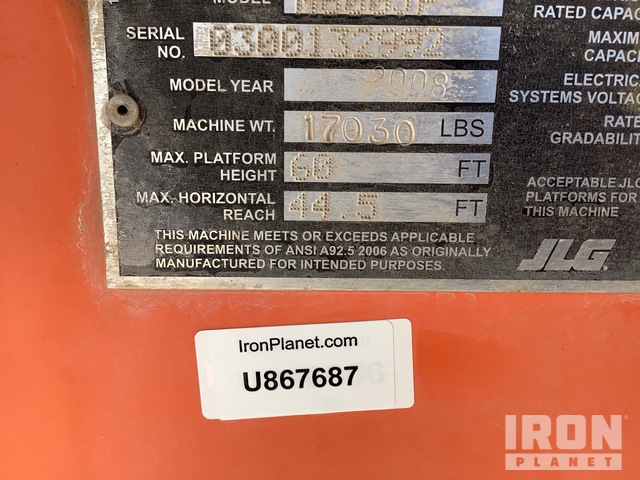 MODEL
RATED CAPAC
SERIAL
NO. 0300132992
MAXIM
CAPAC
MODEL YEAR 2008
ELECTRIC
SYSTEMS VOLTAG
MACHINE WT. 17030 LBS
RATE
GRADABILIT
MAX. PLATFORM
HEIGHT 60 FT
MAX. HORIZONTAL
REACH 44.5 FT
ACCEPTABLE JLG
PLATFORMS FOR
THIS MACHINE
THIS MACHINE MEETS OR EXCEEDS APPLICABLE
REQUIREMENTS OF ANSI A92.5 2006 AS ORIGINALLY
MANUFACTURED FOR INTENDED PURPOSES.
JLG
IronPlanet.com
U867687
IRON
PLANET